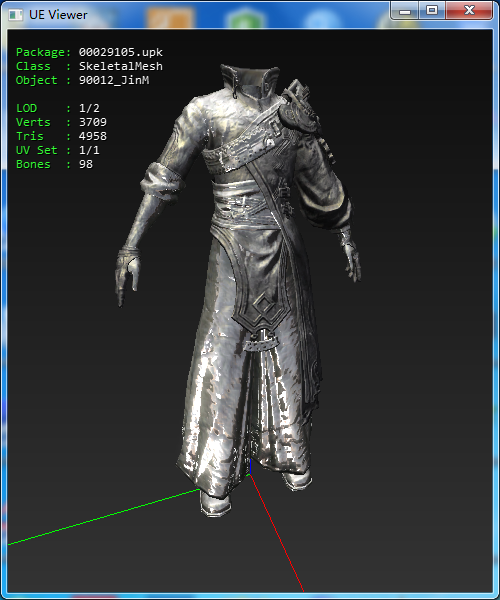 UE Viewer
Package: 00029105.upk
Class : SkeletalMesh
Object : 90012_JinM
LOD : 1/2
Verts : 3709
Tris : 4958
UV Set : 1/1
Bones : 98